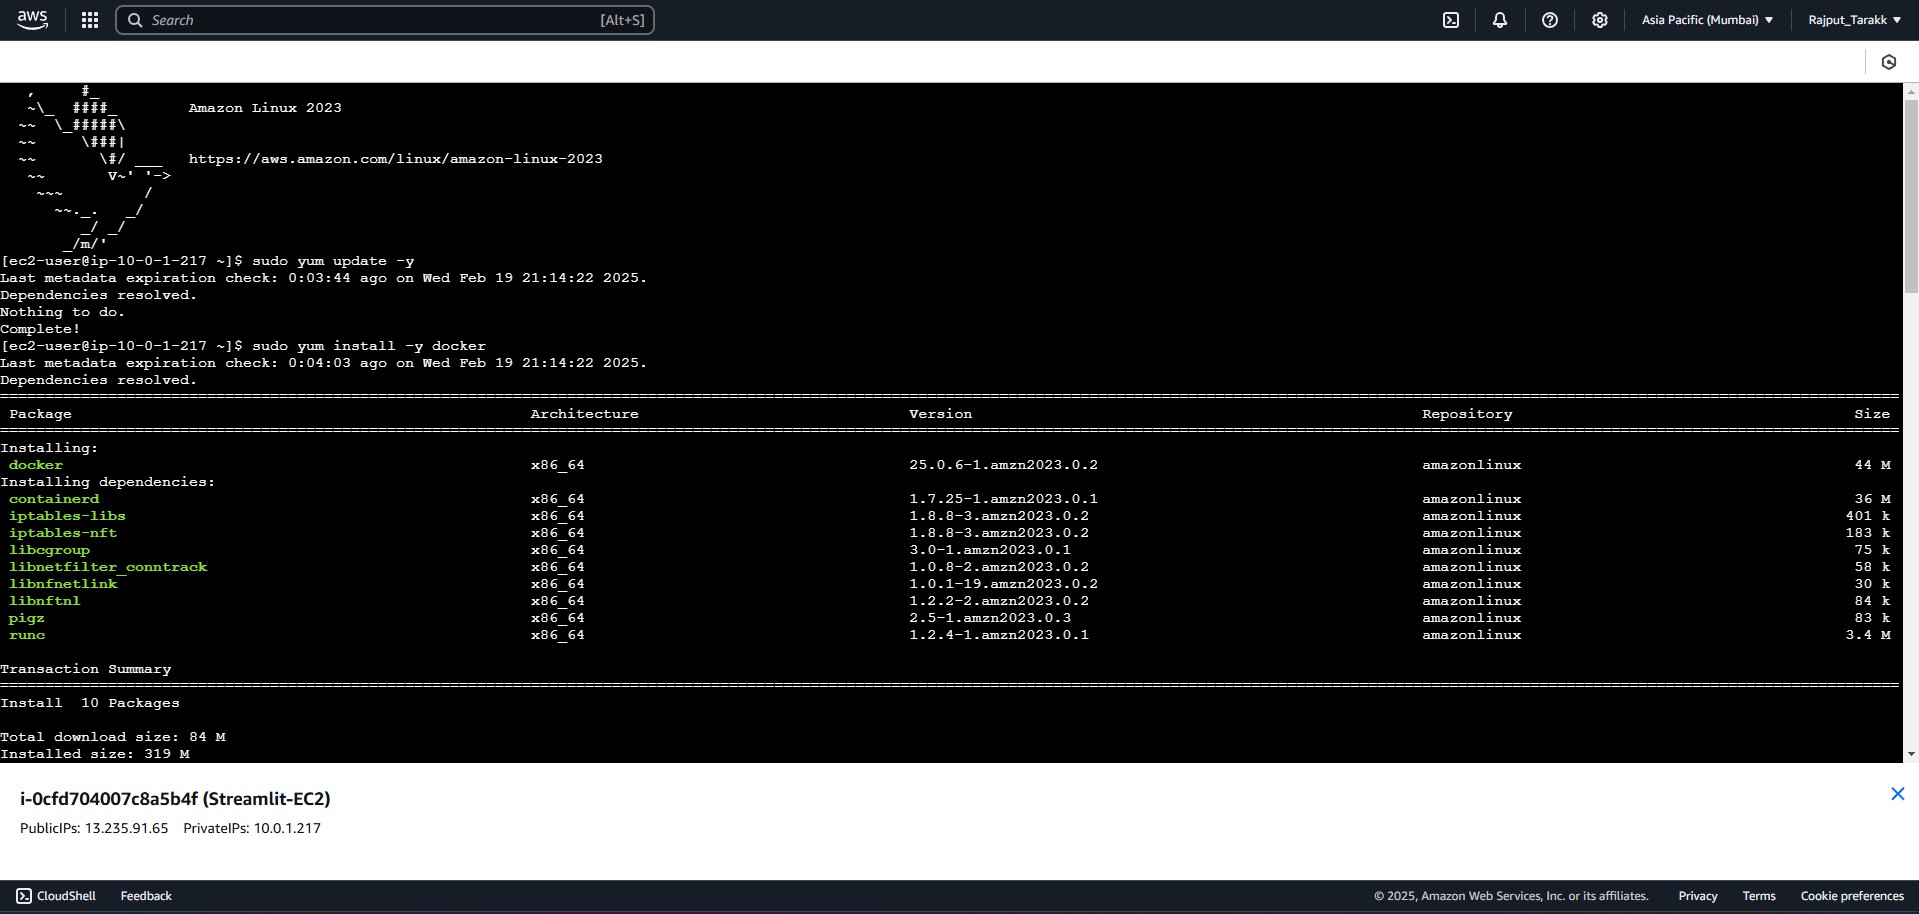 aws
Search [Alt+S]
Asia Pacific (Mumbai) ▼
Rajput_Tarakk ▼
   ,     #_
   ~\_  ####_        Amazon Linux 2023
  ~~  \_#####\
  ~~     \###|
  ~~       \#/ ___   https://aws.amazon.com/linux/amazon-linux-2023
   ~~       V~' '->
    ~~~         /
      ~~._.   _/
         _/ _/
       _/m/'
[ec2-user@ip-10-0-1-217 ~]$ sudo yum update -y
Last metadata expiration check: 0:03:44 ago on Wed Feb 19 21:14:22 2025.
Dependencies resolved.
Nothing to do.
Complete!
[ec2-user@ip-10-0-1-217 ~]$ sudo yum install -y docker
Last metadata expiration check: 0:04:03 ago on Wed Feb 19 21:14:22 2025.
Dependencies resolved.
Package Architecture Version Repository Size
Installing:
docker x86_64 25.0.6-1.amzn2023.0.2 amazonlinux 44 M
Installing dependencies:
containerd x86_64 1.7.25-1.amzn2023.0.1 amazonlinux 36 M
iptables-libs x86_64 1.8.8-3.amzn2023.0.2 amazonlinux 401 k
iptables-nft x86_64 1.8.8-3.amzn2023.0.2 amazonlinux 183 k
libcgroup x86_64 3.0-1.amzn2023.0.1 amazonlinux 75 k
libnetfilter_conntrack x86_64 1.0.8-2.amzn2023.0.2 amazonlinux 58 k
libnfnetlink x86_64 1.0.1-19.amzn2023.0.2 amazonlinux 30 k
libnftnl x86_64 1.2.2-2.amzn2023.0.2 amazonlinux 84 k
pigz x86_64 2.5-1.amzn2023.0.3 amazonlinux 83 k
runc x86_64 1.2.4-1.amzn2023.0.1 amazonlinux 3.4 M
Transaction Summary
Install  10 Packages
Total download size: 84 M
Installed size: 319 M
i-0cfd704007c8a5b4f (Streamlit-EC2)
PublicIPs: 13.235.91.65 PrivateIPs: 10.0.1.217
CloudShell Feedback © 2025, Amazon Web Services, Inc. or its affiliates. Privacy Terms Cookie preferences